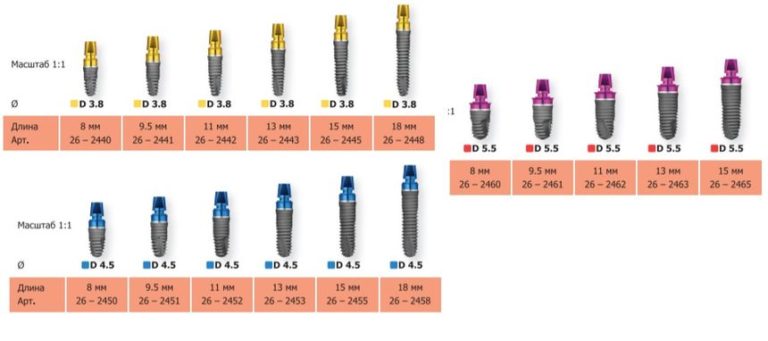 Масштаб 1:1
Ø D 3.8 D 3.8 D 3.8 D 3.8 D 3.8 D 3.8
Длина 8 мм 9.5 мм 11 мм 13 мм 15 мм 18 мм
Арт. 26 – 2440 26 – 2441 26 – 2442 26 – 2443 26 – 2445 26 – 2448
Масштаб 1:1
Ø D 4.5 D 4.5 D 4.5 D 4.5 D 4.5 D 4.5
Длина 8 мм 9.5 мм 11 мм 13 мм 15 мм 18 мм
Арт. 26 – 2450 26 – 2451 26 – 2452 26 – 2453 26 – 2455 26 – 2458
:1
D 5.5 D 5.5 D 5.5 D 5.5 D 5.5
8 мм 9.5 мм 11 мм 13 мм 15 мм
26 – 2460 26 – 2461 26 – 2462 26 – 2463 26 – 2465